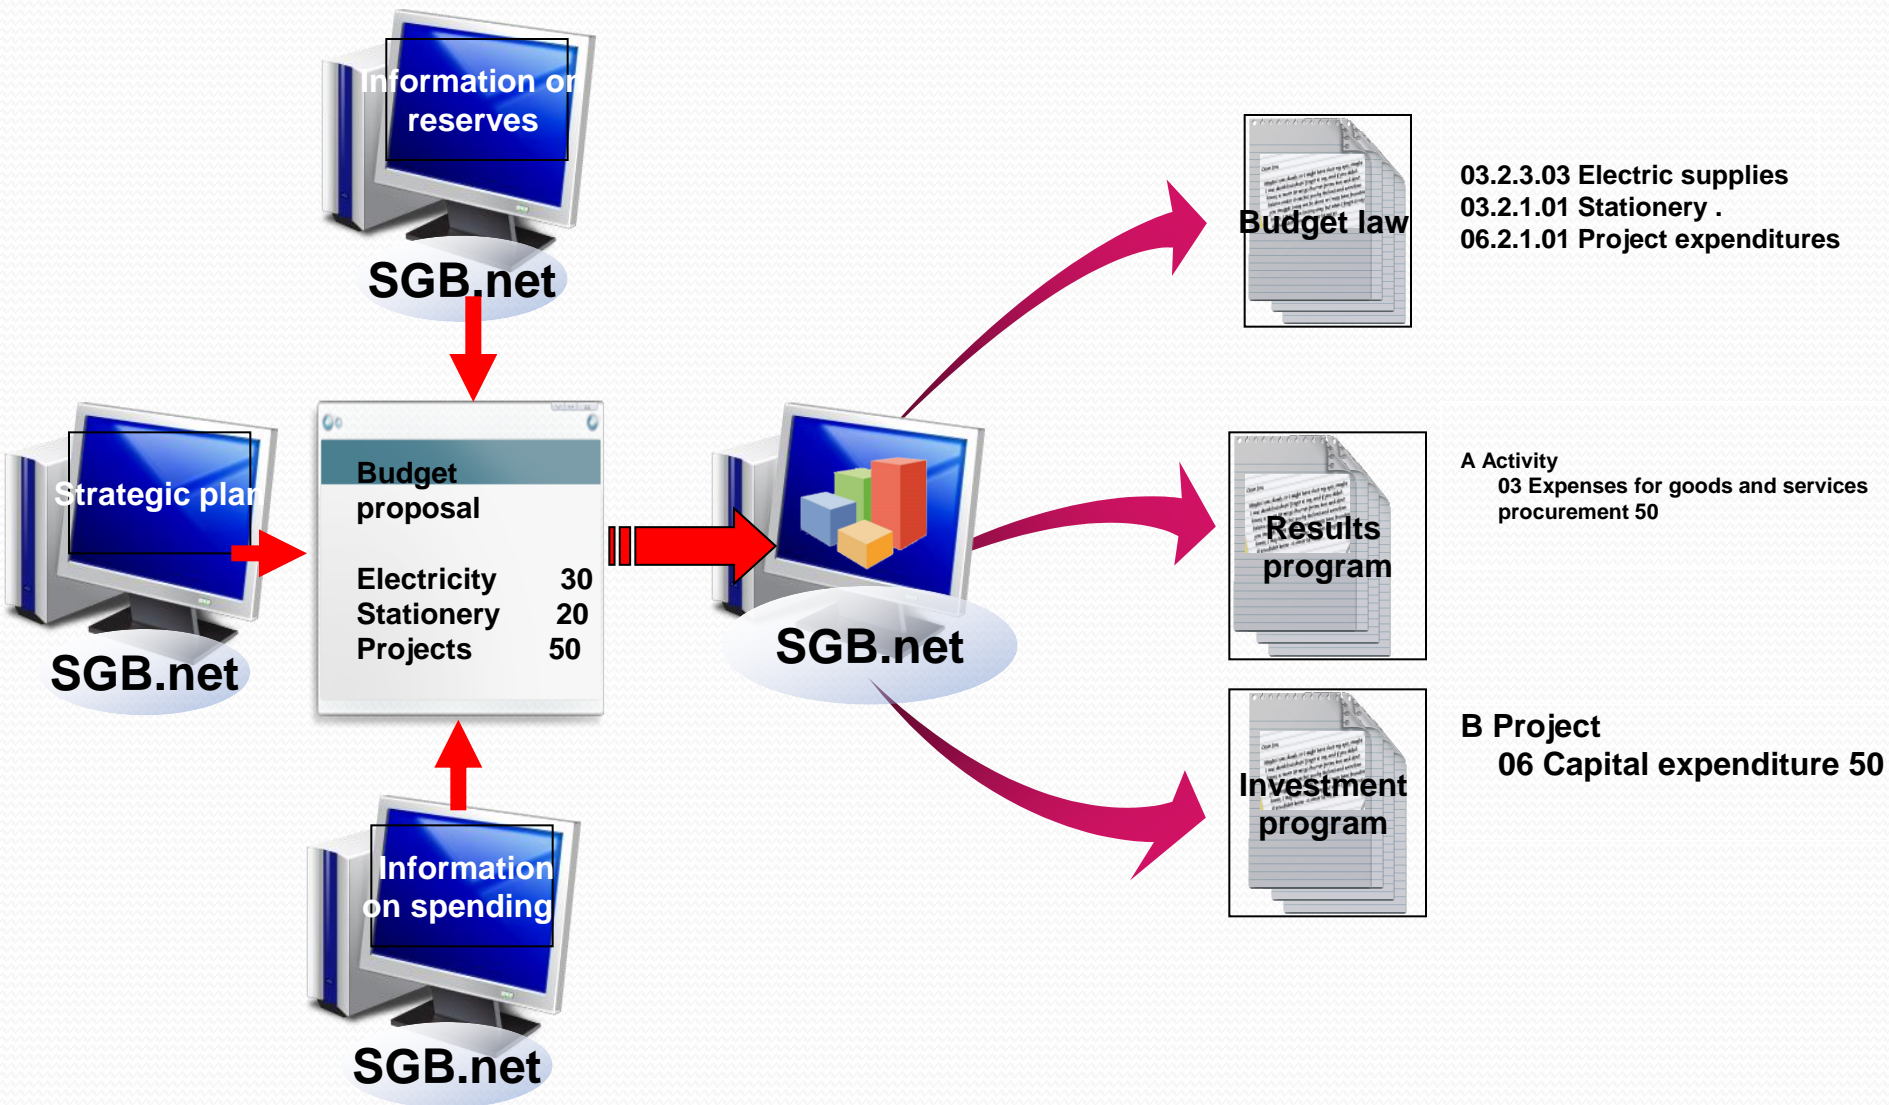 Information on
reserves
SGB.net
Strategic plan
SGB.net
Budget
proposal
Electricity 30
Stationery 20
Projects 50
Information
on spending
SGB.net
SGB.net
Budget law
03.2.3.03 Electric supplies
03.2.1.01 Stationery .
06.2.1.01 Project expenditures
Results
program
A Activity
03 Expenses for goods and services
procurement 50
Investment
program
B Project
06 Capital expenditure 50